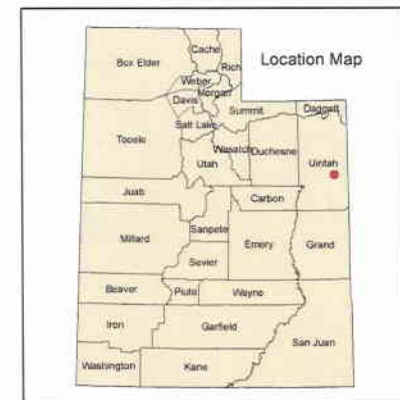 Location Map
Cache
Box Elder
Rich
Weber
Morgan
Davis
Summit
Daggett
Salt Lake
Tooele
Wasatch
Duchesne
Uintah
Utah
Juab
Carbon
Sanpete
Millard
Emery
Grand
Sevier
Beaver
Piute
Wayne
Iron
Garfield
San Juan
Washington
Kane